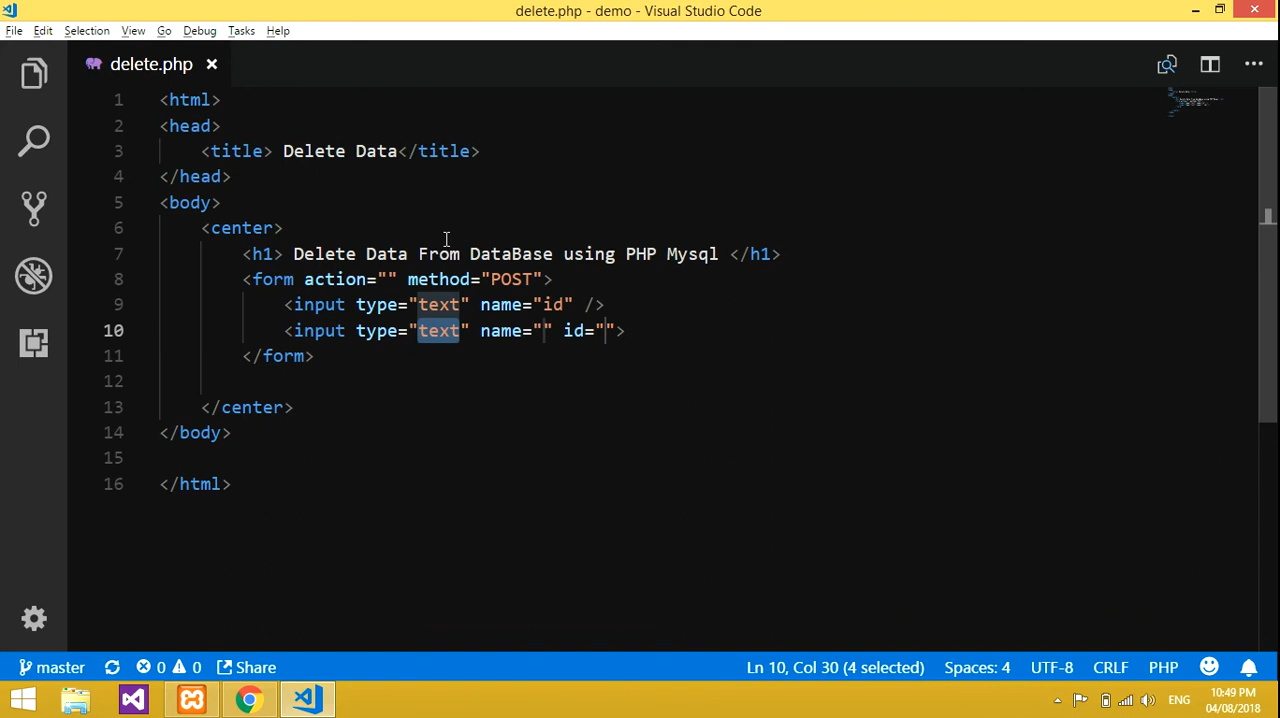 delete.php - demo - Visual Studio Code
File Edit Selection View Go Debug Tasks Help
delete.php
1 <html>
2 <head>
3 <title> Delete Data</title>
4 </head>
5 <body>
6 <center>
7 <h1> Delete Data From DataBase using PHP Mysql </h1>
8 <form action="" method="POST">
9 <input type="text" name="id" />
10 <input type="text" name="" id="">
11 </form>
12
13 </center>
14 </body>
15
16 </html>
master 0 0 Share Ln 10, Col 30 (4 selected) Spaces: 4 UTF-8 CRLF PHP
ENG 10:49 PM
04/08/2018